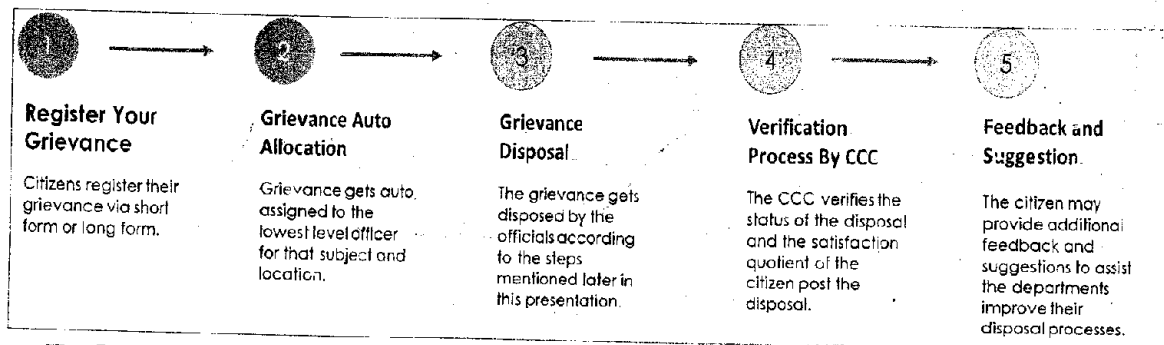 1
Register Your
Grievance
Citizens register their
grievance via short
form or long form.
2
Grievance Auto
Allocation
Grievance gets auto
assigned to the
lowest level officer
for that subject and
location.
3
Grievance
Disposal
The grievance gets
disposed by the
officials according
to the steps
mentioned later in
this presentation.
4
Verification
Process By CCC
The CCC verifies the
status of the disposal
and the satisfaction
quotient of the
citizen post the
disposal.
5
Feedback and
Suggestion
The citizen may
provide additional
feedback and
suggestions to assist
the departments
improve their
disposal processes.